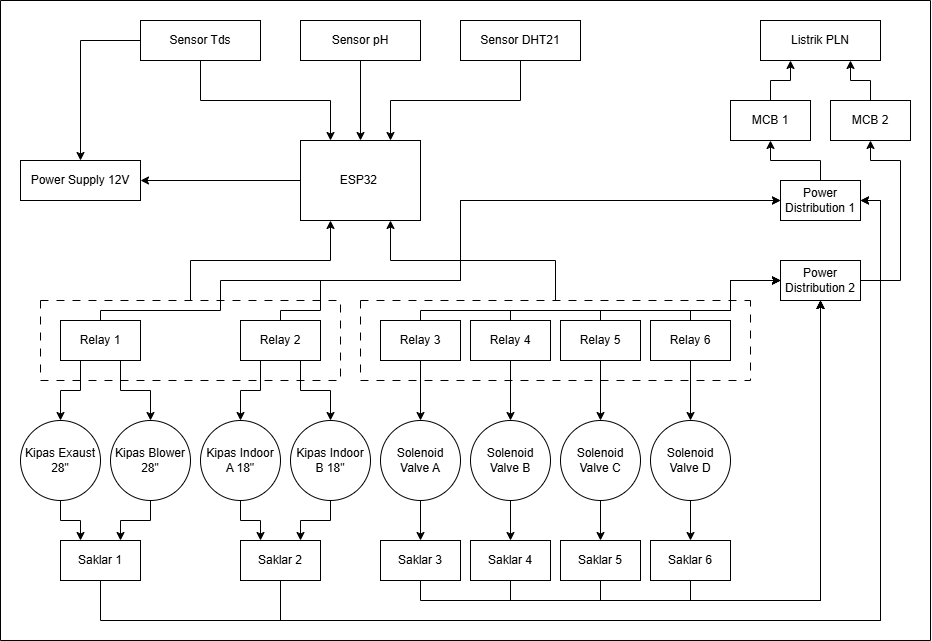 Sensor Tds
Sensor pH
Sensor DHT21
Listrik PLN
MCB 1
MCB 2
Power Supply 12V
ESP32
Power
Distribution 1
Power
Distribution 2
Relay 1
Relay 2
Relay 3
Relay 4
Relay 5
Relay 6
Kipas Exaust
28"
Kipas Blower
28"
Kipas Indoor
A 18"
Kipas Indoor
B 18"
Solenoid
Valve A
Solenoid
Valve B
Solenoid
Valve C
Solenoid
Valve D
Saklar 1
Saklar 2
Saklar 3
Saklar 4
Saklar 5
Saklar 6